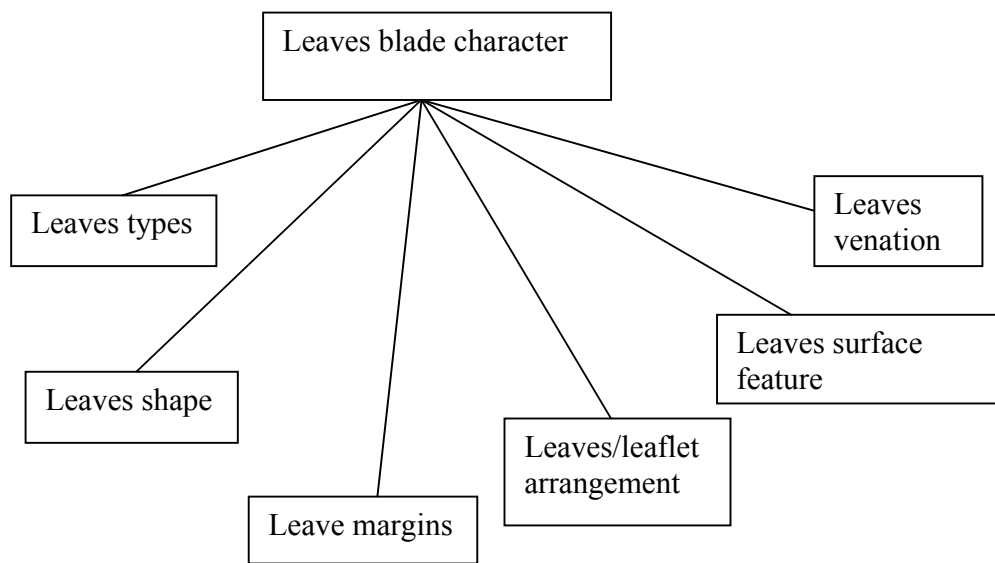 Leaves blade character
Leaves types
Leaves
venation
Leaves surface
feature
Leaves shape
Leaves/leaflet
arrangement
Leave margins